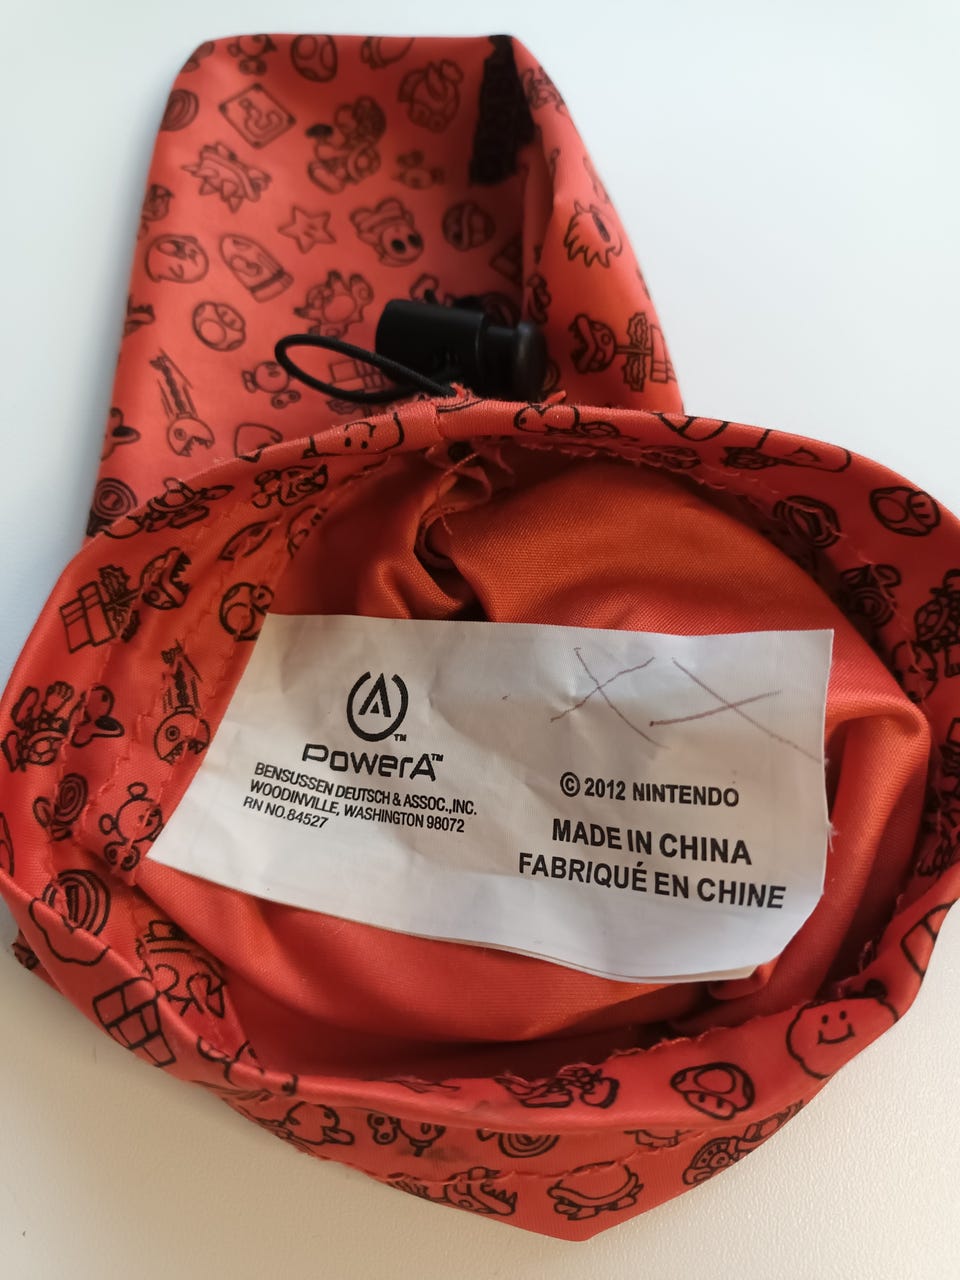 PowerA™
BENSUSSEN DEUTSCH & ASSOC.,INC.
WOODINVILLE, WASHINGTON 98072
RN NO.84527
XX
© 2012 NINTENDO
MADE IN CHINA
FABRIQUÉ EN CHINE